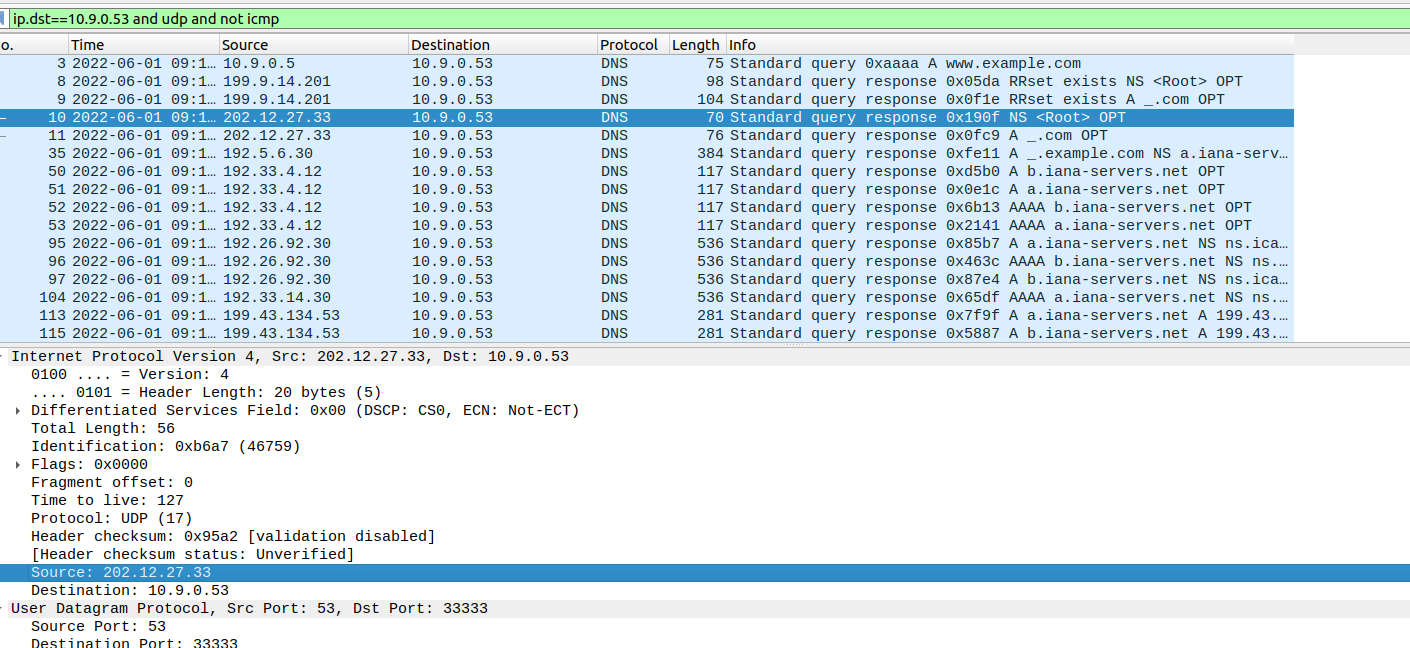 ip.dst==10.9.0.53 and udp and not icmp
o. Time Source Destination Protocol Length Info
3 2022-06-01 09:1… 10.9.0.5 10.9.0.53 DNS 75 Standard query 0xaaaa A www.example.com
8 2022-06-01 09:1… 199.9.14.201 10.9.0.53 DNS 98 Standard query response 0x05da RRset exists NS <Root> OPT
9 2022-06-01 09:1… 199.9.14.201 10.9.0.53 DNS 104 Standard query response 0x0f1e RRset exists A _.com OPT
10 2022-06-01 09:1… 202.12.27.33 10.9.0.53 DNS 70 Standard query response 0x190f NS <Root> OPT
11 2022-06-01 09:1… 202.12.27.33 10.9.0.53 DNS 76 Standard query response 0x0fc9 A _.com OPT
35 2022-06-01 09:1… 192.5.6.30 10.9.0.53 DNS 384 Standard query response 0xfe11 A _.example.com NS a.iana-serv…
50 2022-06-01 09:1… 192.33.4.12 10.9.0.53 DNS 117 Standard query response 0xd5b0 A b.iana-servers.net OPT
51 2022-06-01 09:1… 192.33.4.12 10.9.0.53 DNS 117 Standard query response 0x0e1c A a.iana-servers.net OPT
52 2022-06-01 09:1… 192.33.4.12 10.9.0.53 DNS 117 Standard query response 0x6b13 AAAA b.iana-servers.net OPT
53 2022-06-01 09:1… 192.33.4.12 10.9.0.53 DNS 117 Standard query response 0x2141 AAAA a.iana-servers.net OPT
95 2022-06-01 09:1… 192.26.92.30 10.9.0.53 DNS 536 Standard query response 0x85b7 A a.iana-servers.net NS ns.ica…
96 2022-06-01 09:1… 192.26.92.30 10.9.0.53 DNS 536 Standard query response 0x463c AAAA b.iana-servers.net NS ns.…
97 2022-06-01 09:1… 192.26.92.30 10.9.0.53 DNS 536 Standard query response 0x87e4 A b.iana-servers.net NS ns.ica…
104 2022-06-01 09:1… 192.33.14.30 10.9.0.53 DNS 536 Standard query response 0x65df AAAA a.iana-servers.net NS ns.…
113 2022-06-01 09:1… 199.43.134.53 10.9.0.53 DNS 281 Standard query response 0x7f9f A a.iana-servers.net A 199.43.…
115 2022-06-01 09:1… 199.43.134.53 10.9.0.53 DNS 281 Standard query response 0x5887 A b.iana-servers.net A 199.43.…
Internet Protocol Version 4, Src: 202.12.27.33, Dst: 10.9.0.53
0100 .... = Version: 4
.... 0101 = Header Length: 20 bytes (5)
Differentiated Services Field: 0x00 (DSCP: CS0, ECN: Not-ECT)
Total Length: 56
Identification: 0xb6a7 (46759)
Flags: 0x0000
Fragment offset: 0
Time to live: 127
Protocol: UDP (17)
Header checksum: 0x95a2 [validation disabled]
[Header checksum status: Unverified]
Source: 202.12.27.33
Destination: 10.9.0.53
User Datagram Protocol, Src Port: 53, Dst Port: 33333
Source Port: 53
Destination Port: 33333